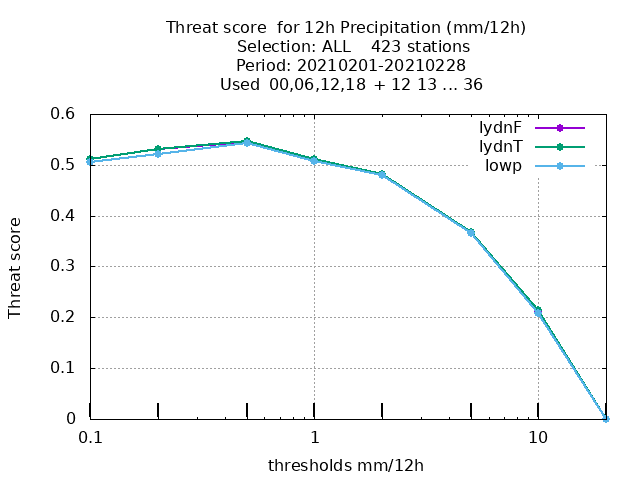 Threat score  for 12h Precipitation (mm/12h)
Selection: ALL    423 stations
Period: 20210201-20210228
Used  00,06,12,18  + 12 13 ... 36
0.6
0.5
0.4
0.3
0.2
0.1
0
Threat score
lydnF
lydnT
lowp
0.1 1 10
thresholds mm/12h